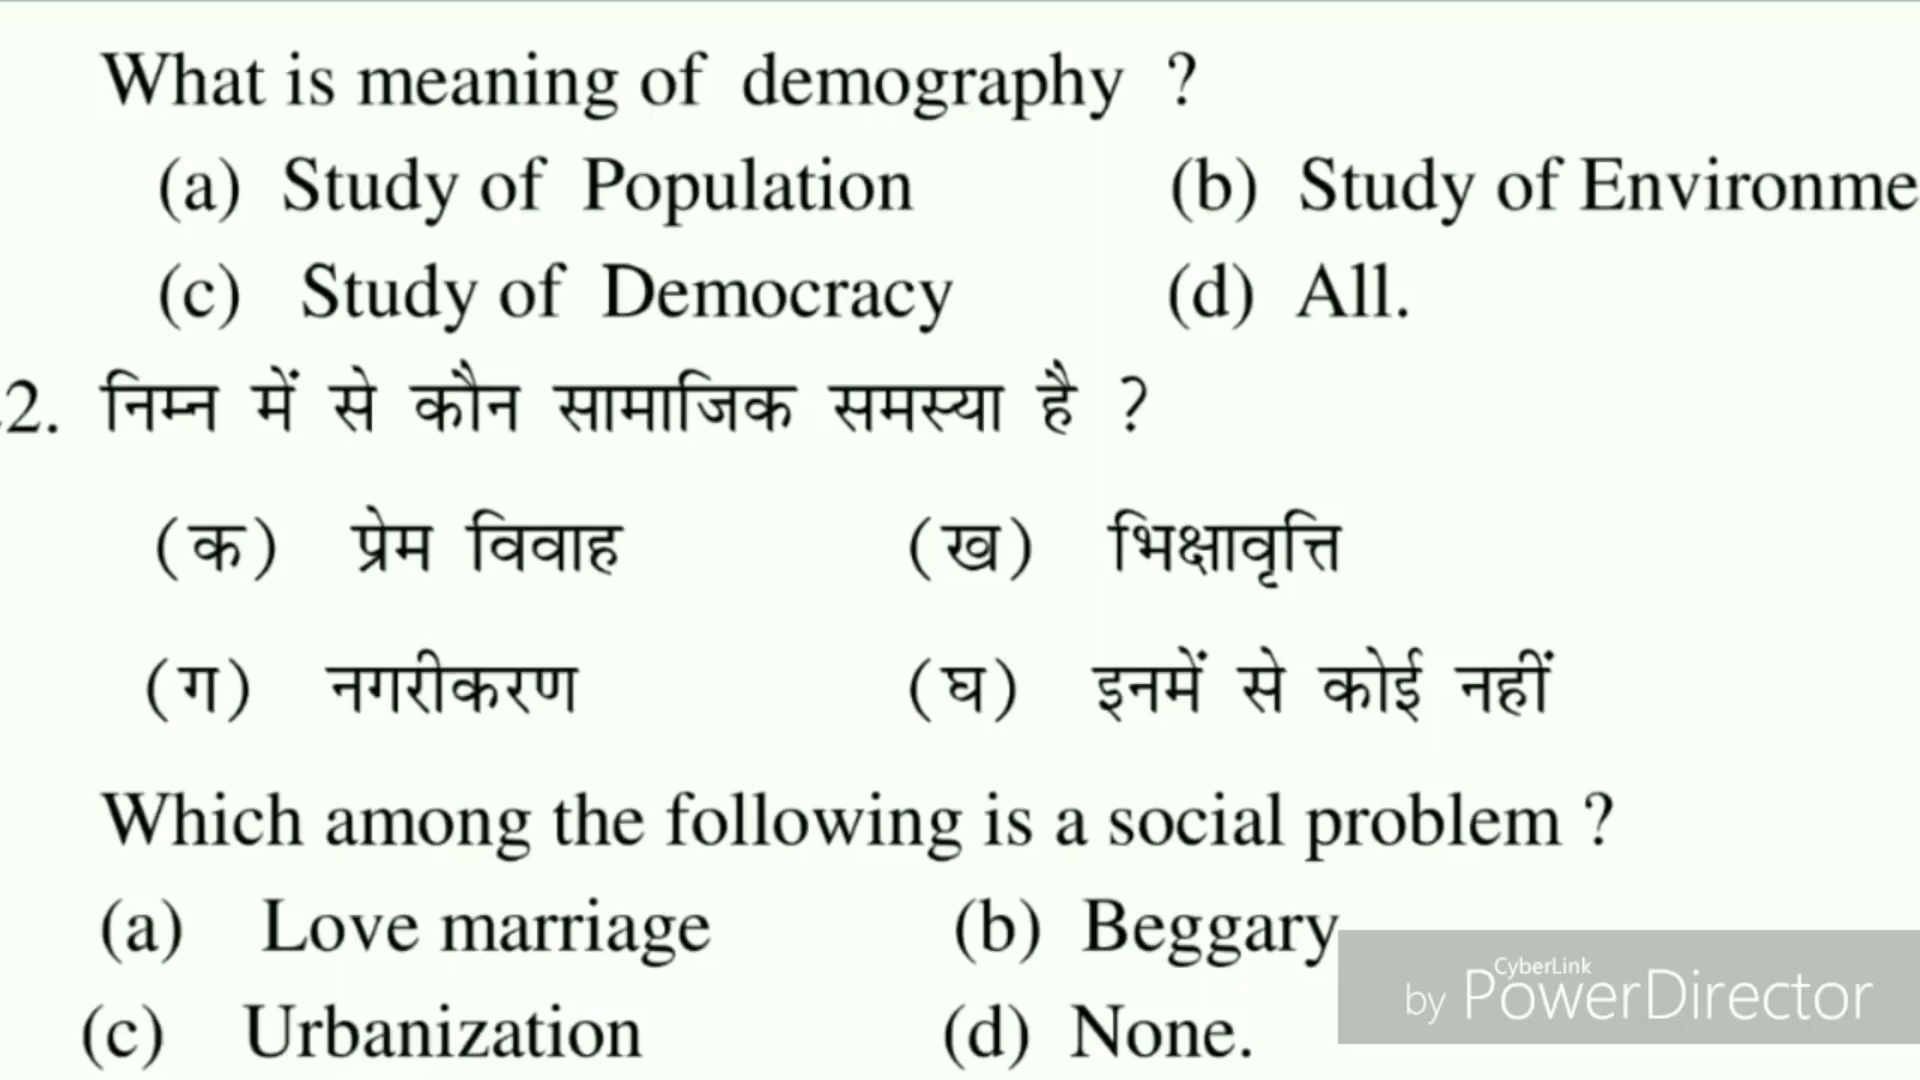 What is meaning of demography ?
(a) Study of Population (b) Study of Environme
(c) Study of Democracy (d) All.
2. निम्न में से कौन सामाजिक समस्या है ?
(क) प्रेम विवाह (ख) भिक्षावृत्ति
(ग) नगरीकरण (घ) इनमें से कोई नहीं
Which among the following is a social problem ?
(a) Love marriage (b) Beggary
(c) Urbanization (d) None.
CyberLink
by PowerDirector